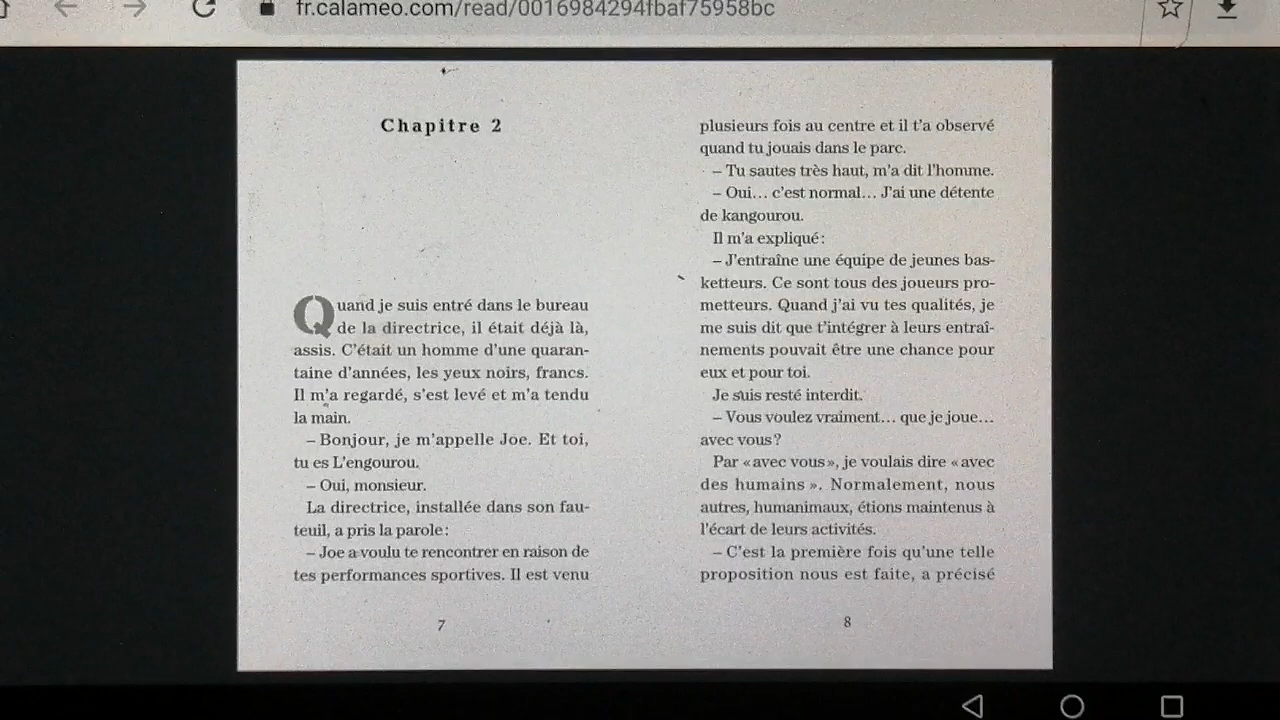 fr.calameo.com/read/0016984294fbaf75958bc
Chapitre 2
Quand je suis entré dans le bureau
de la directrice, il était déjà là,
assis. C'était un homme d'une quaran-
taine d'années, les yeux noirs, francs.
Il m'a regardé, s'est levé et m'a tendu
la main.
– Bonjour, je m'appelle Joe. Et toi,
tu es L'engourou.
– Oui, monsieur.
La directrice, installée dans son fau-
teuil, a pris la parole :
– Joe a voulu te rencontrer en raison de
tes performances sportives. Il est venu
7
plusieurs fois au centre et il t'a observé
quand tu jouais dans le parc.
– Tu sautes très haut, m'a dit l'homme.
– Oui... c'est normal... J'ai une détente
de kangourou.
Il m'a expliqué :
– J'entraîne une équipe de jeunes bas-
ketteurs. Ce sont tous des joueurs pro-
metteurs. Quand j'ai vu tes qualités, je
me suis dit que t'intégrer à leurs entraî-
nements pouvait être une chance pour
eux et pour toi.
Je suis resté interdit.
– Vous voulez vraiment... que je joue...
avec vous ?
Par « avec vous », je voulais dire « avec
des humains ». Normalement, nous
autres, humanimaux, étions maintenus à
l'écart de leurs activités.
– C'est la première fois qu'une telle
proposition nous est faite, a précisé
8